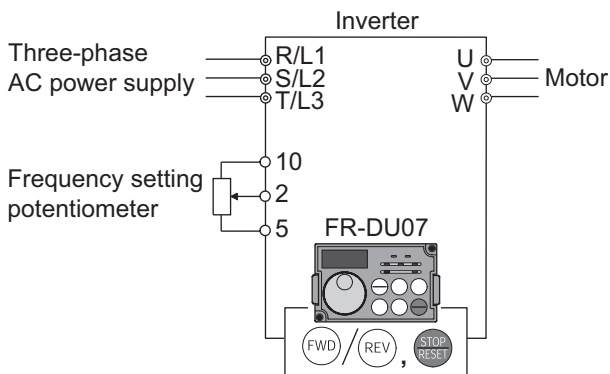 Inverter
Three-phase
AC power supply
R/L1
S/L2
T/L3
U
V
W
Motor
Frequency setting
potentiometer
10
2
5
FR-DU07
FWD / REV , STOP
RESET